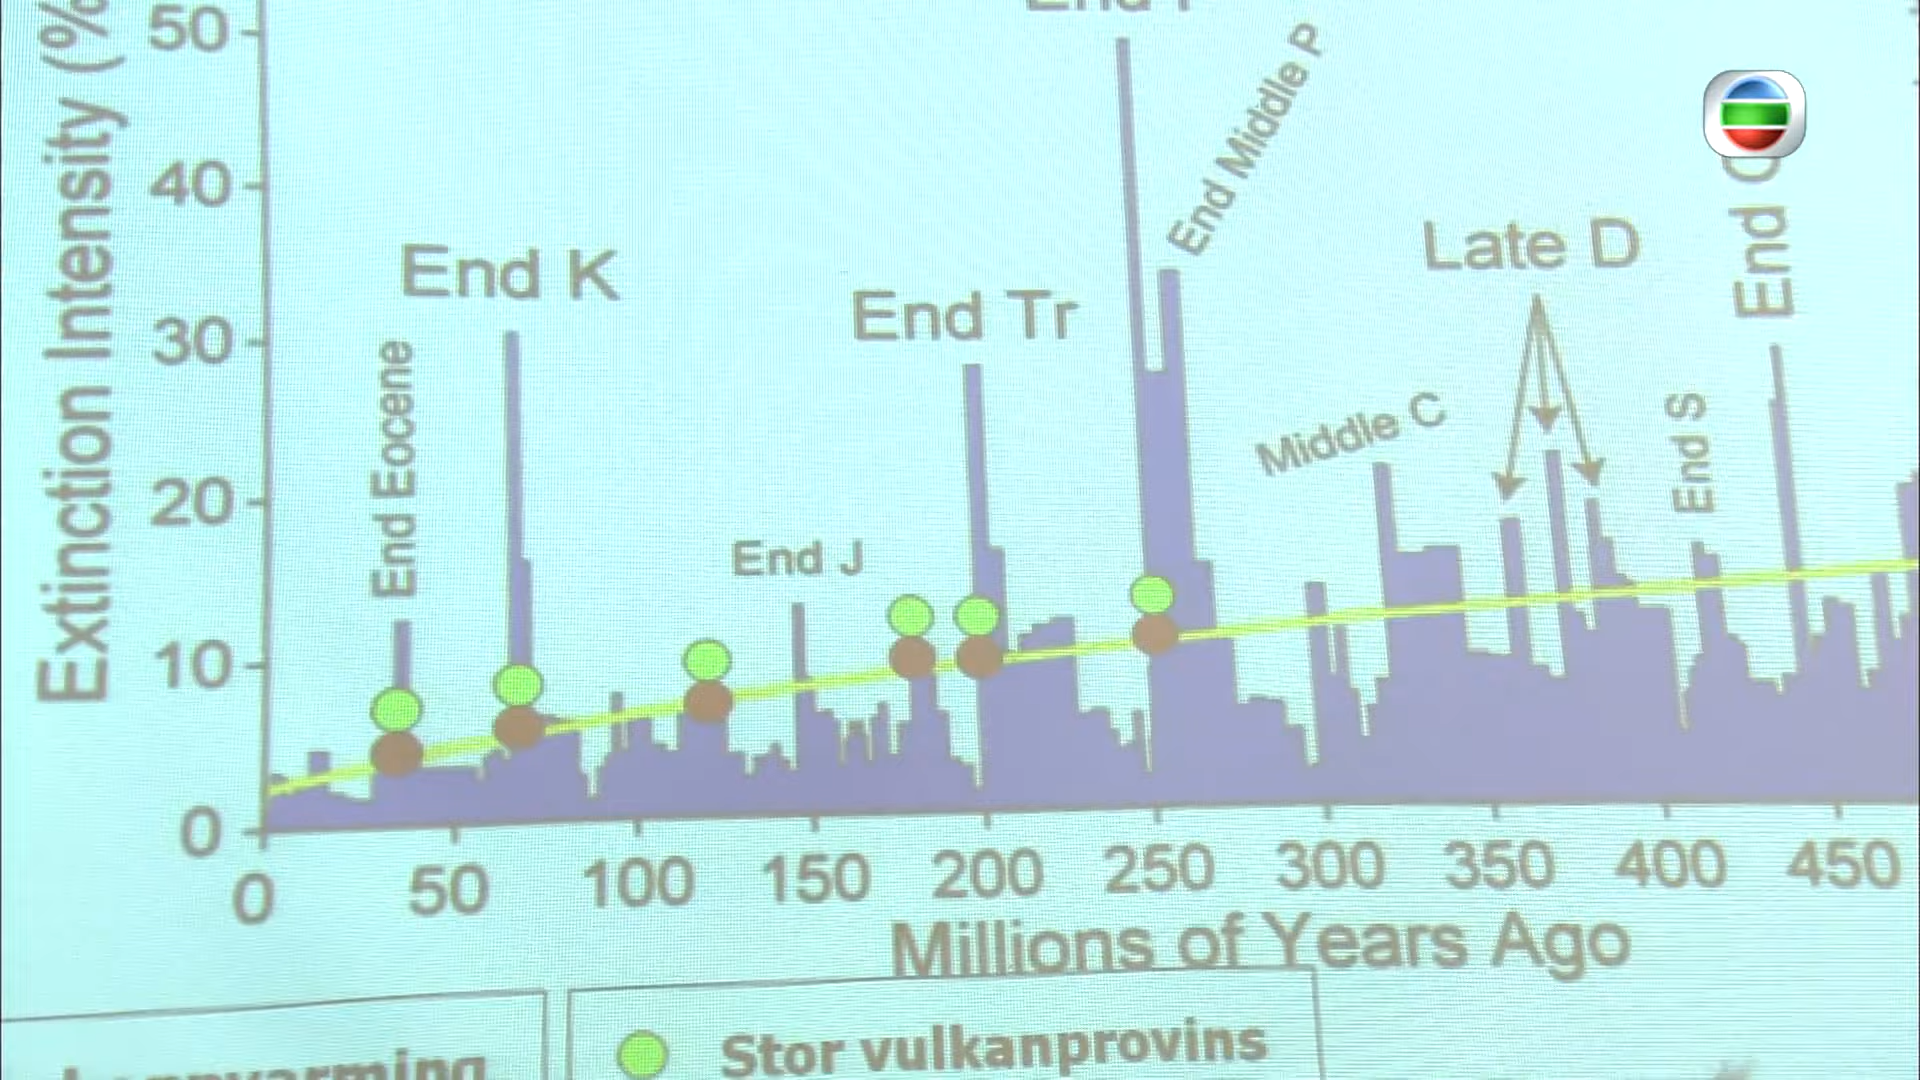 Extinction Intensity (%
50
40
30
20
10
0
End Eocene
End K
End J
End Tr
End Middle P
Middle C
Late D
End S
End
0 50 100 150 200 250 300 350 400 450
Millions of Years Ago
Stor vulkanprovins